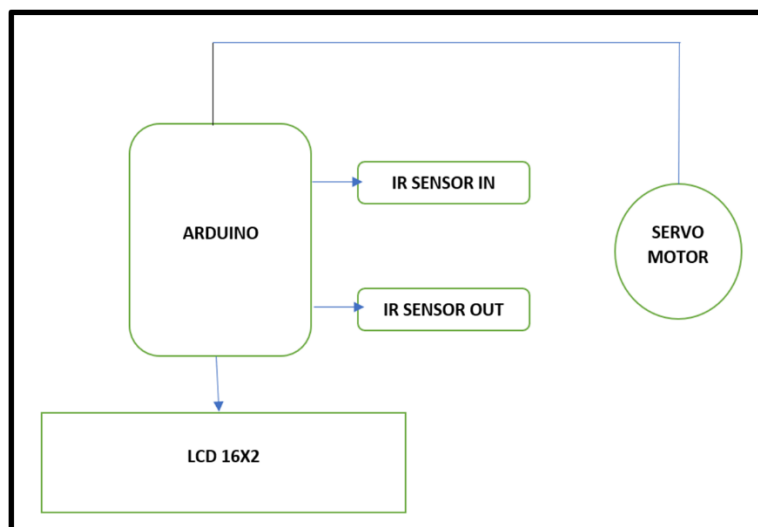 IR SENSOR IN
ARDUINO
SERVO
MOTOR
IR SENSOR OUT
LCD 16X2